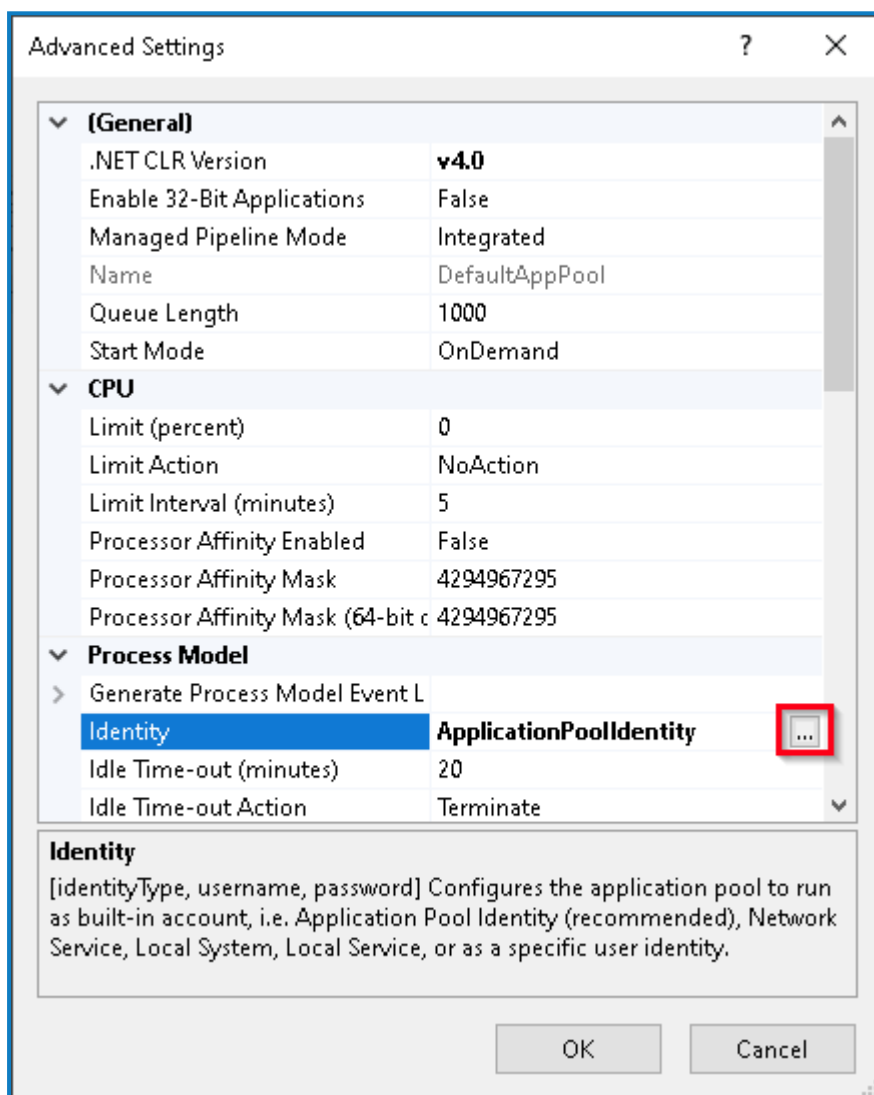 Advanced Settings ?
(General)
.NET CLR Version v4.0
Enable 32-Bit Applications False
Managed Pipeline Mode Integrated
Name DefaultAppPool
Queue Length 1000
Start Mode OnDemand
CPU
Limit (percent) 0
Limit Action NoAction
Limit Interval (minutes) 5
Processor Affinity Enabled False
Processor Affinity Mask 4294967295
Processor Affinity Mask (64-bit c 4294967295
Process Model
Generate Process Model Event L
Identity ApplicationPoolIdentity ...
Idle Time-out (minutes) 20
Idle Time-out Action Terminate
Identity
[identityType, username, password] Configures the application pool to run
as built-in account, i.e. Application Pool Identity (recommended), Network
Service, Local System, Local Service, or as a specific user identity.
OK Cancel